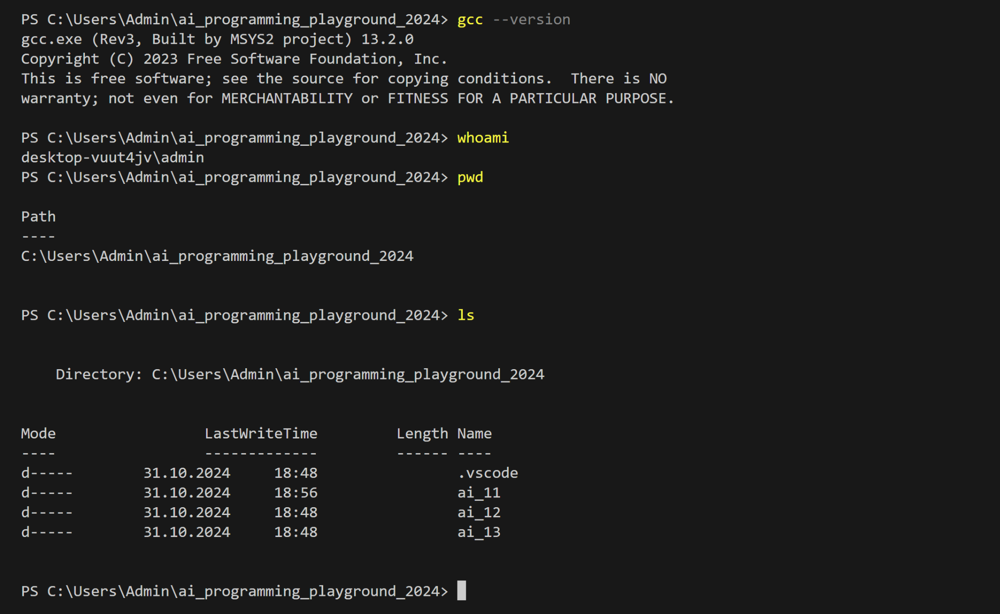 PS C:\Users\Admin\ai_programming_playground_2024> gcc --version
gcc.exe (Rev3, Built by MSYS2 project) 13.2.0
Copyright (C) 2023 Free Software Foundation, Inc.
This is free software; see the source for copying conditions.  There is NO
warranty; not even for MERCHANTABILITY or FITNESS FOR A PARTICULAR PURPOSE.
PS C:\Users\Admin\ai_programming_playground_2024> whoami
desktop-vuut4jv\admin
PS C:\Users\Admin\ai_programming_playground_2024> pwd
Path
----
C:\Users\Admin\ai_programming_playground_2024
PS C:\Users\Admin\ai_programming_playground_2024> ls
    Directory: C:\Users\Admin\ai_programming_playground_2024
Mode                 LastWriteTime         Length Name
----                 -------------         ------ ----
d-----        31.10.2024     18:48                .vscode
d-----        31.10.2024     18:56                ai_11
d-----        31.10.2024     18:48                ai_12
d-----        31.10.2024     18:48                ai_13
PS C:\Users\Admin\ai_programming_playground_2024>